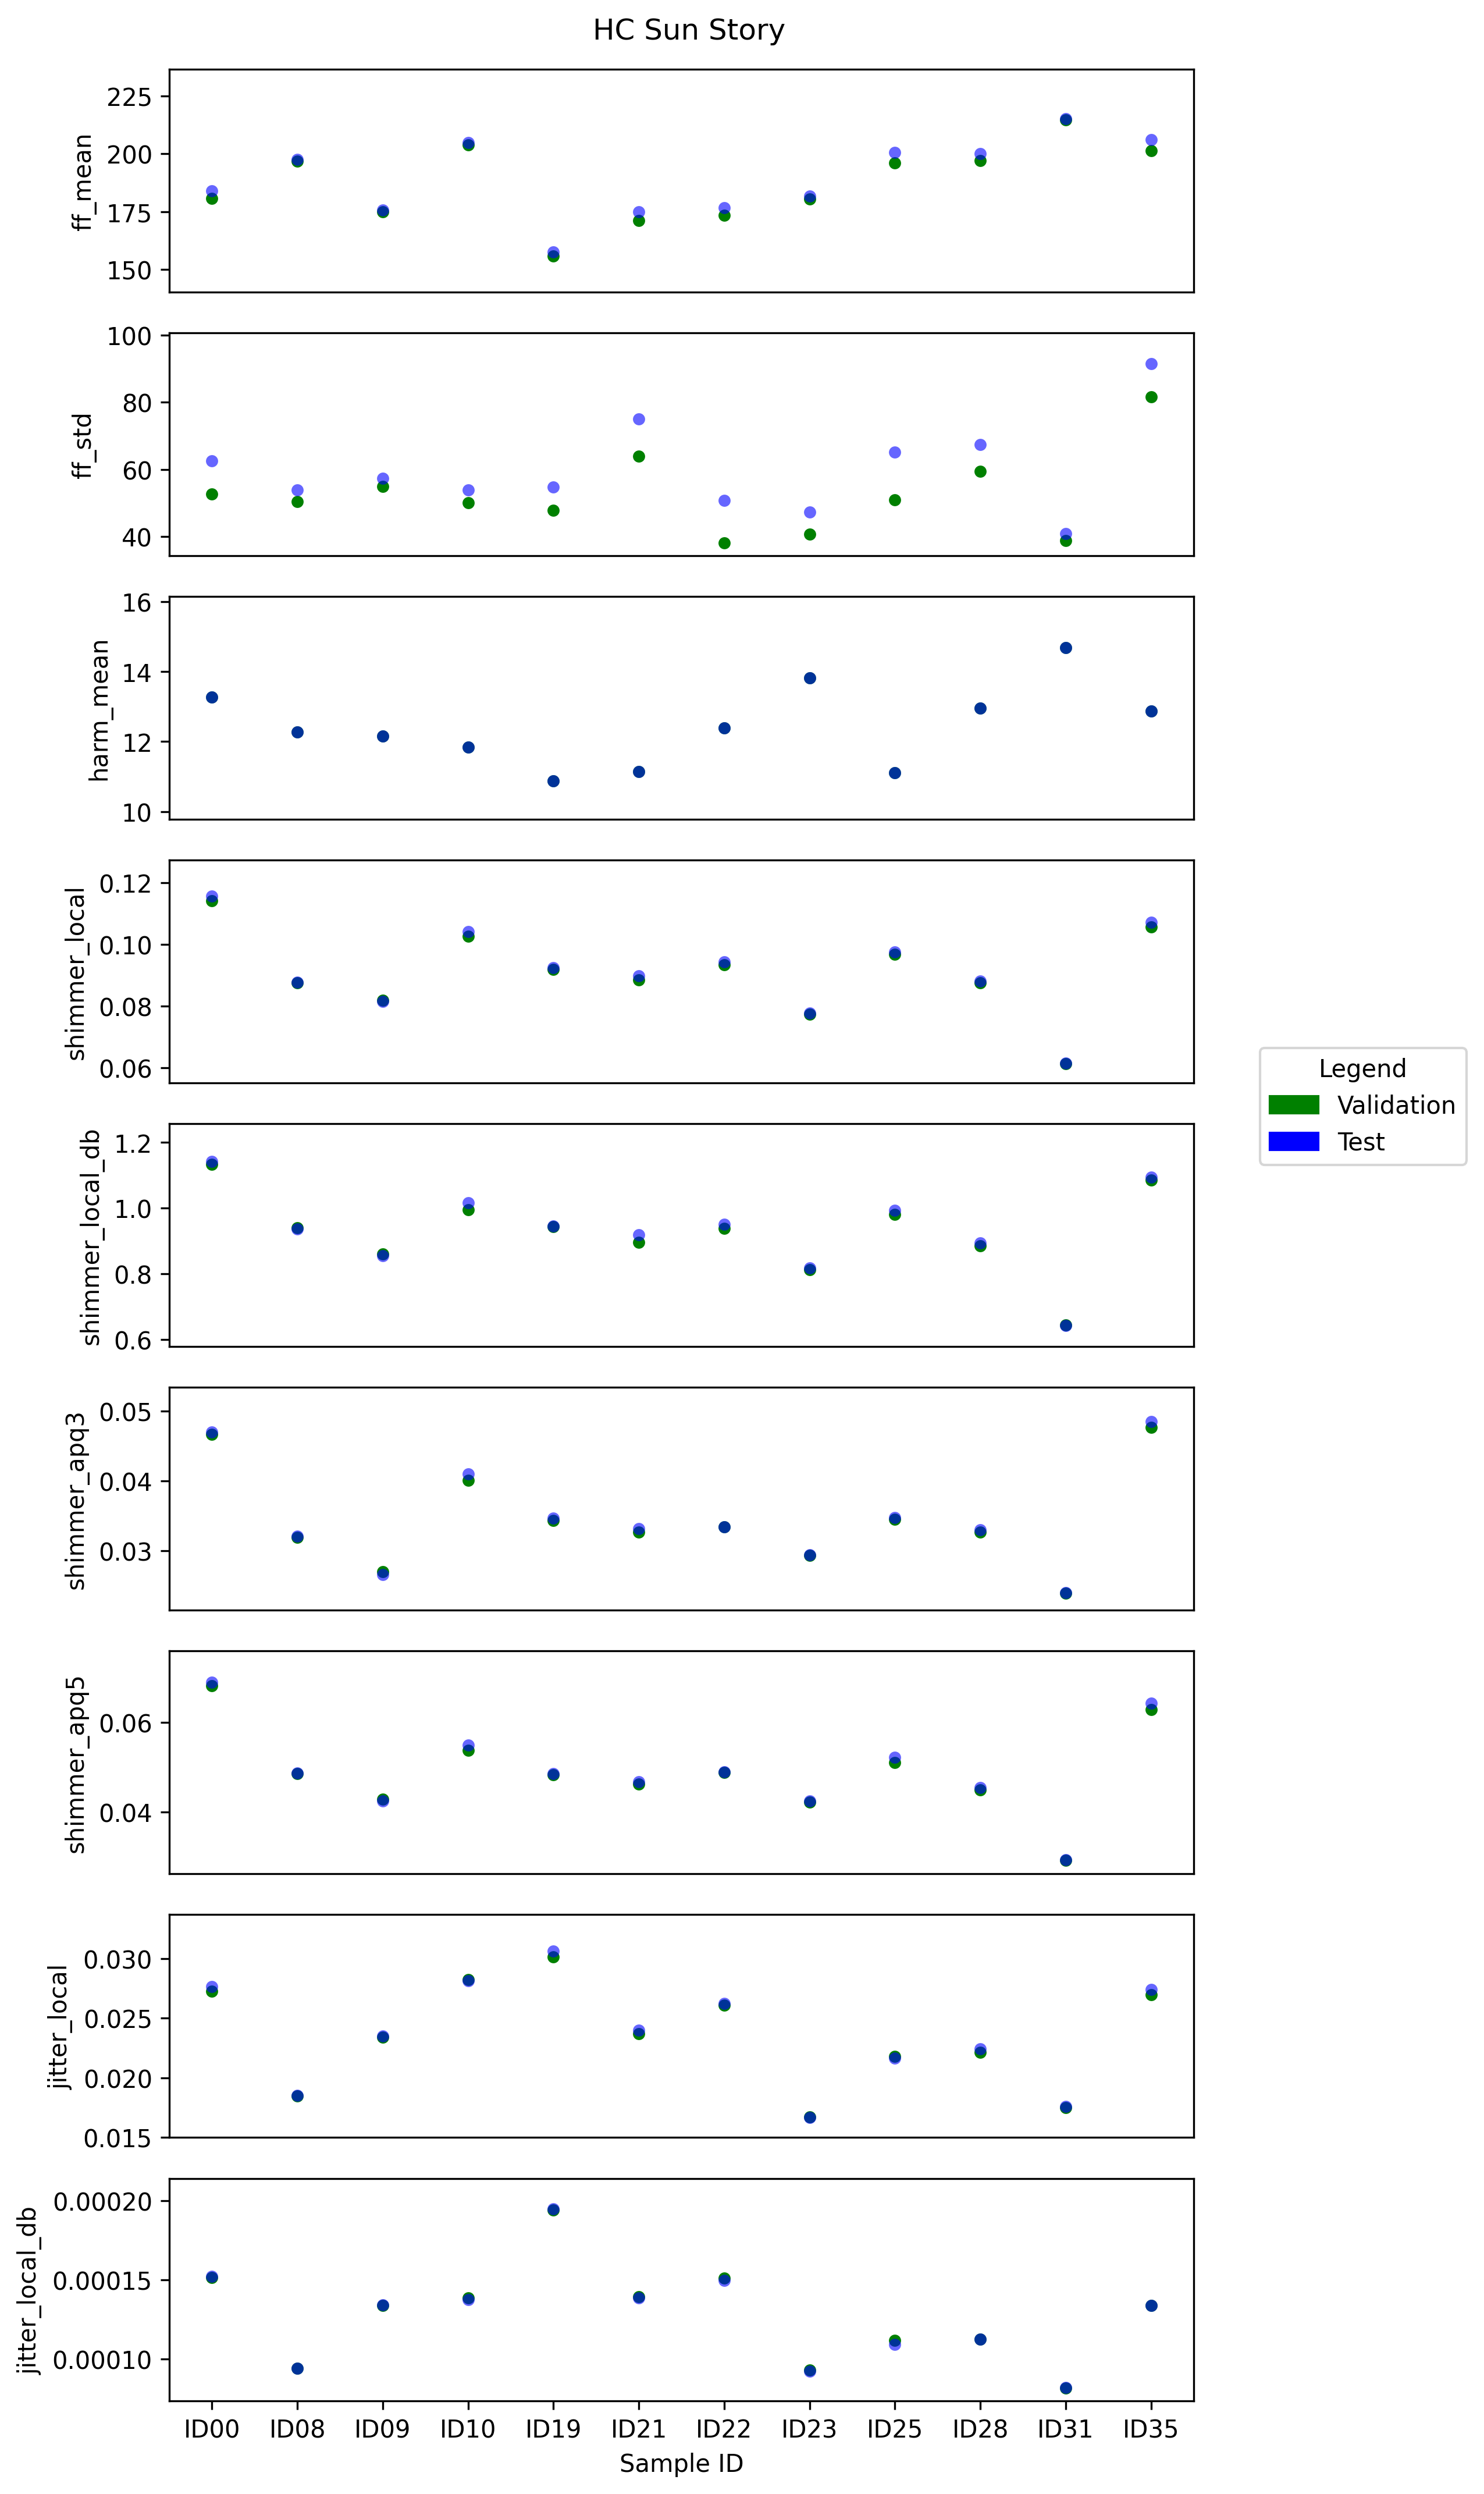 HC Sun Story
225
200
175
150
ff_mean
100
80
60
40
ff_std
16
14
12
10
harm_mean
0.12
0.10
0.08
0.06
shimmer_local
Legend
Validation
Test
1.2
1.0
0.8
0.6
shimmer_local_db
0.05
0.04
0.03
shimmer_apq3
0.06
0.04
shimmer_apq5
0.030
0.025
0.020
0.015
jitter_local
0.00020
0.00015
0.00010
jitter_local_db
ID00 ID08 ID09 ID10 ID19 ID21 ID22 ID23 ID25 ID28 ID31 ID35
Sample ID